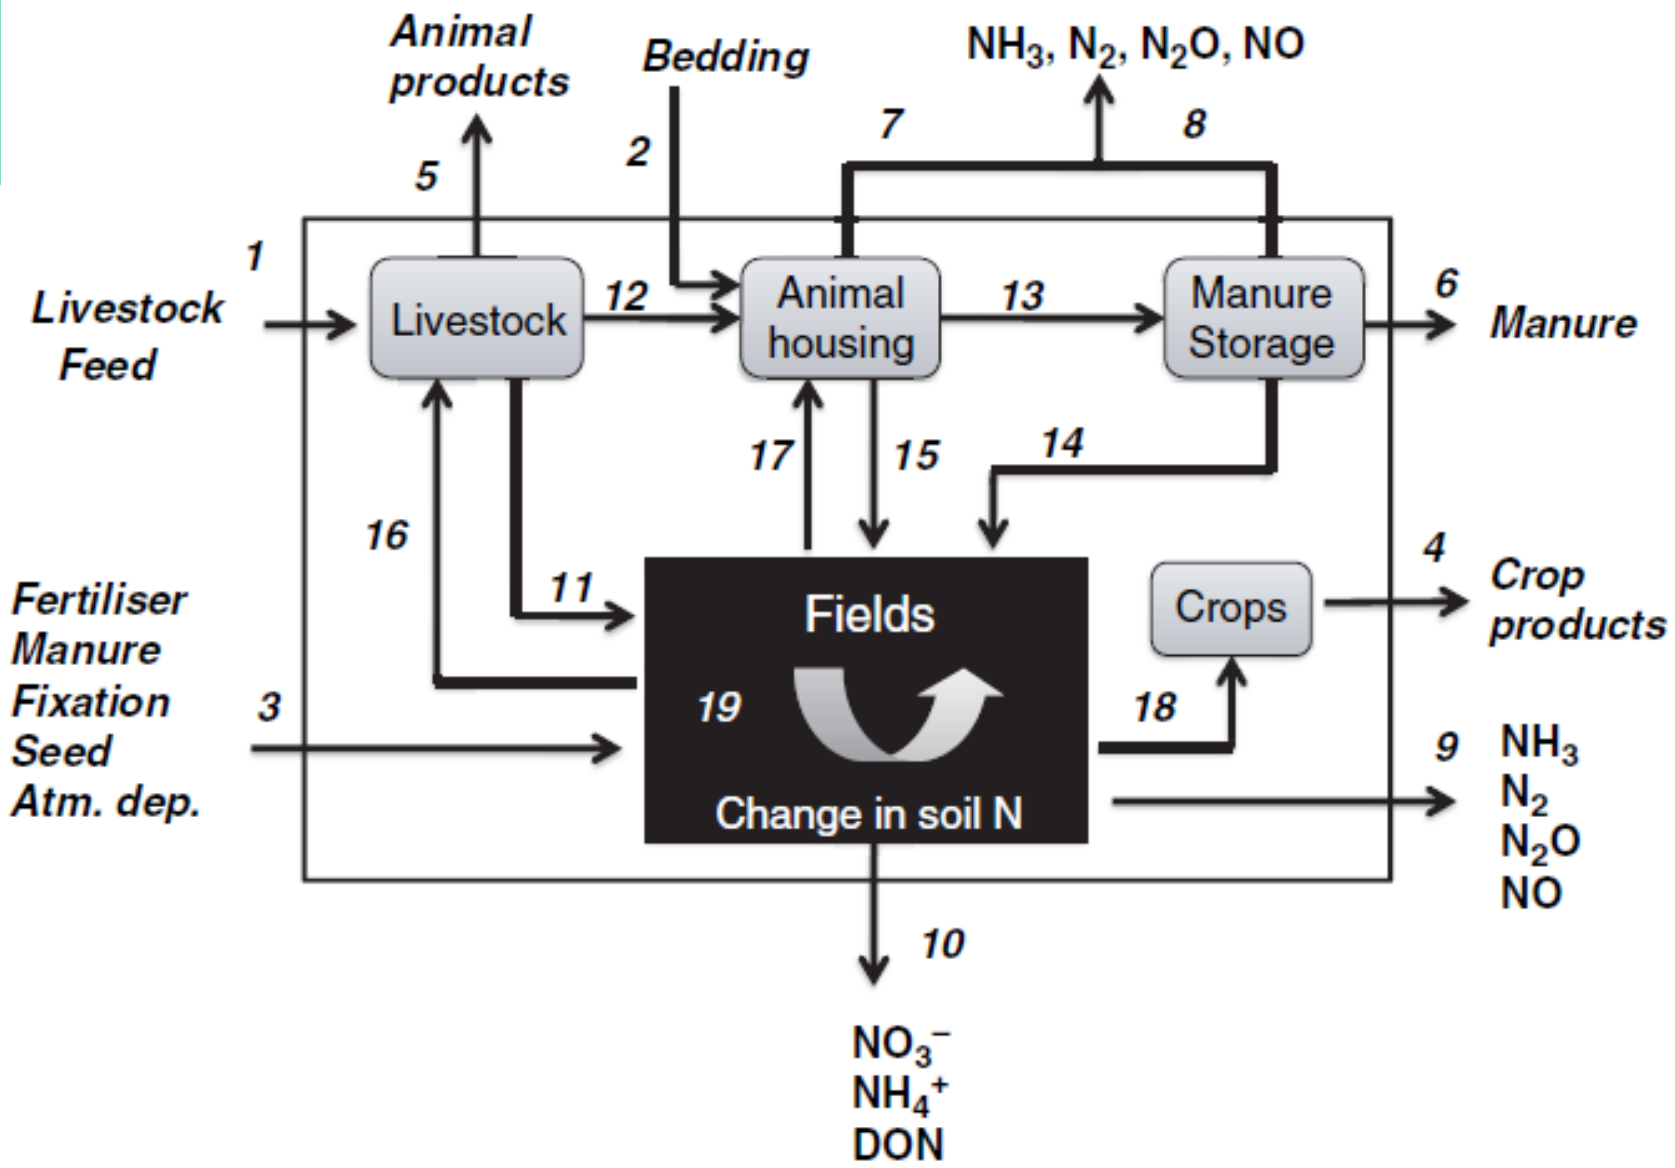 Animal
products
Bedding
NH₃, N₂, N₂O, NO
5
2
7
8
1
Livestock
Feed
Livestock
12
Animal
housing
13
Manure
Storage
6
Manure
16
11
17
15
14
4
Crop
products
Fertiliser
Manure
Fixation
Seed
Atm. dep.
3
Fields
19
Change in soil N
Crops
18
9
NH₃
N₂
N₂O
NO
10
NO₃⁻
NH₄⁺
DON